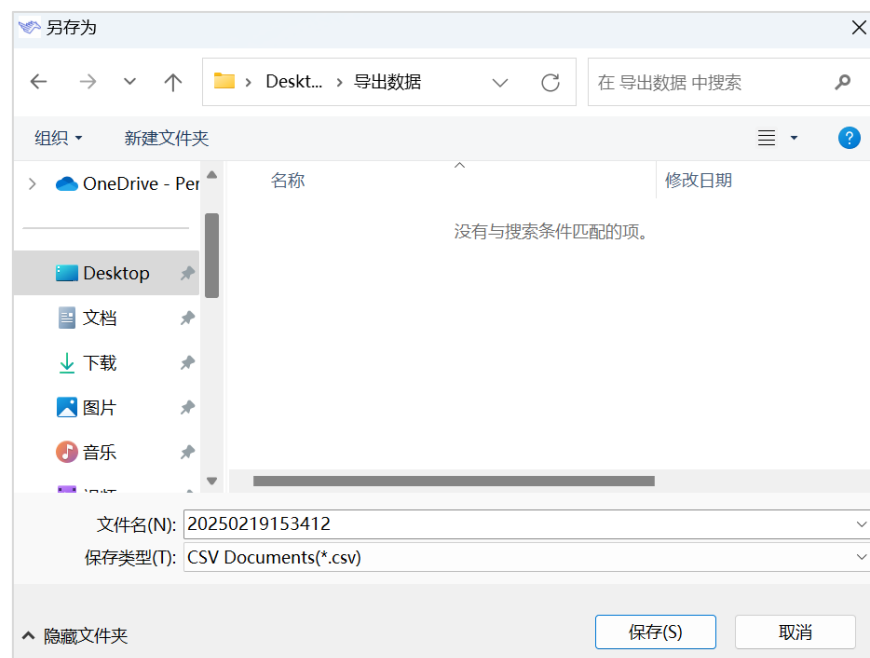 另存为
Deskt... › 导出数据
在 导出数据 中搜索
组织
新建文件夹
OneDrive - Per
名称
修改日期
没有与搜索条件匹配的项。
Desktop
文档
下载
图片
音乐
文件名(N): 20250219153412
保存类型(T): CSV Documents(*.csv)
隐藏文件夹
保存(S)
取消